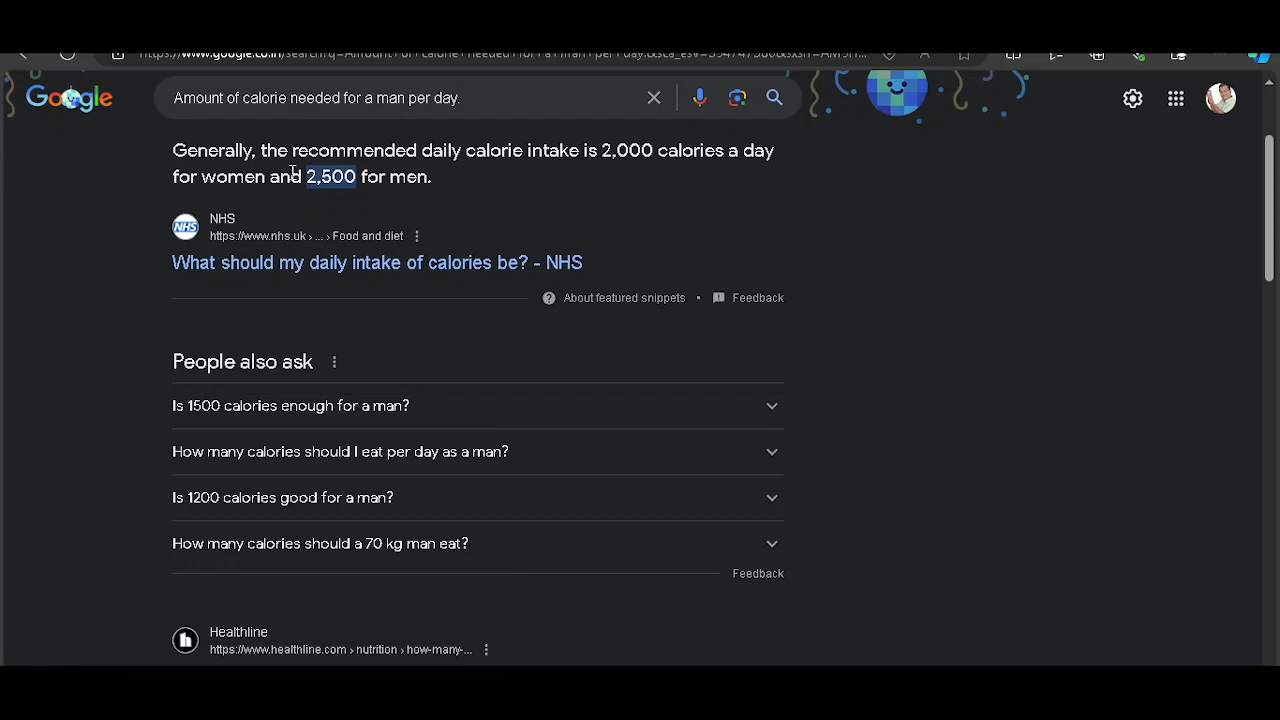 Google
Amount of calorie needed for a man per day.
Generally, the recommended daily calorie intake is 2,000 calories a day
for women and 2,500 for men.
NHS
NHS
https://www.nhs.uk › ... › Food and diet
What should my daily intake of calories be? - NHS
About featured snippets • Feedback
People also ask
Is 1500 calories enough for a man?
How many calories should I eat per day as a man?
Is 1200 calories good for a man?
How many calories should a 70 kg man eat?
Feedback
h
Healthline
https://www.healthline.com › nutrition › how-many-...